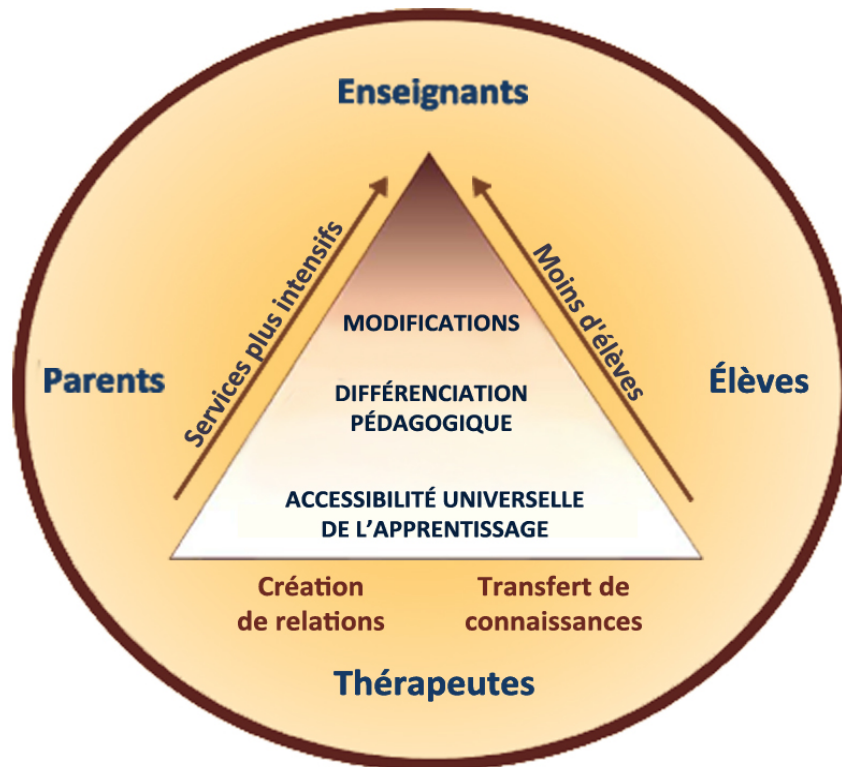 Enseignants
Services plus intensifs
Moins d'élèves
MODIFICATIONS
Parents
DIFFÉRENCIATION
PÉDAGOGIQUE
Élèves
ACCESSIBILITÉ UNIVERSELLE
DE L’APPRENTISSAGE
Création
de relations
Transfert de
connaissances
Thérapeutes